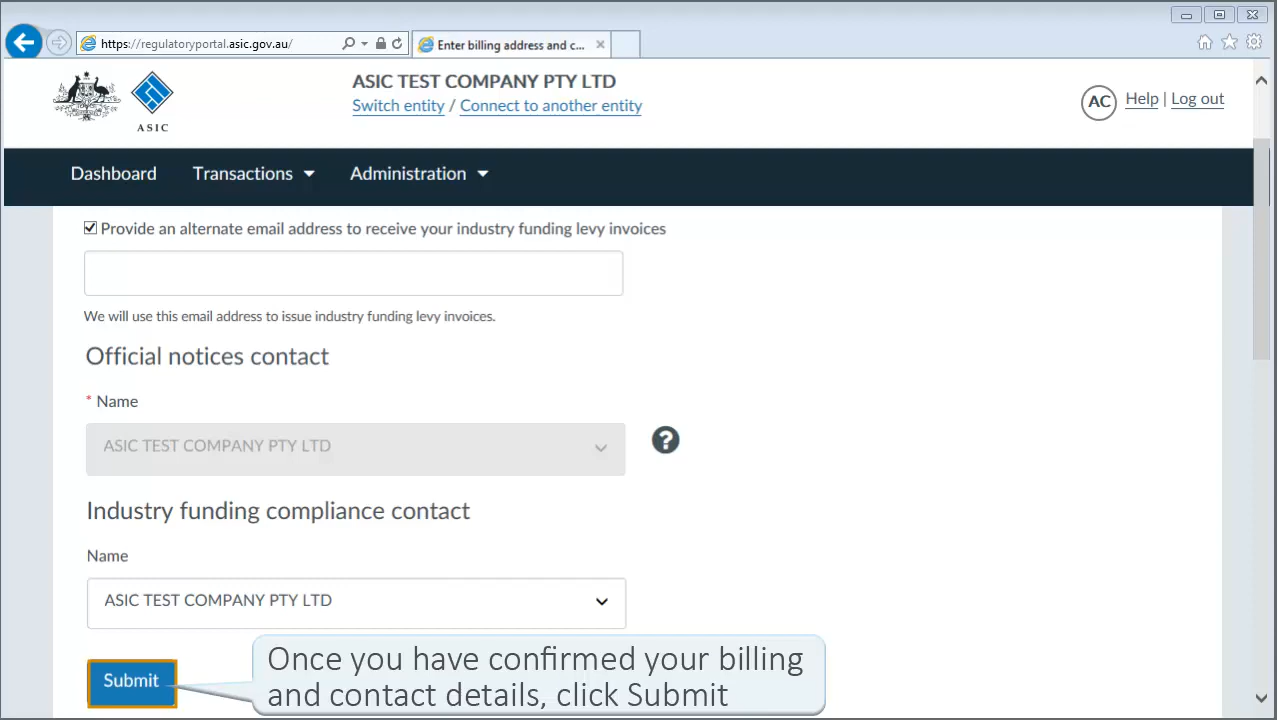 https://regulatoryportal.asic.gov.au/
Enter billing address and c...
ASIC
ASIC TEST COMPANY PTY LTD
Switch entity / Connect to another entity
AC
Help | Log out
Dashboard
Transactions
Administration
Provide an alternate email address to receive your industry funding levy invoices
We will use this email address to issue industry funding levy invoices.
Official notices contact
* Name
ASIC TEST COMPANY PTY LTD
?
Industry funding compliance contact
Name
ASIC TEST COMPANY PTY LTD
Submit
Once you have confirmed your billing
and contact details, click Submit